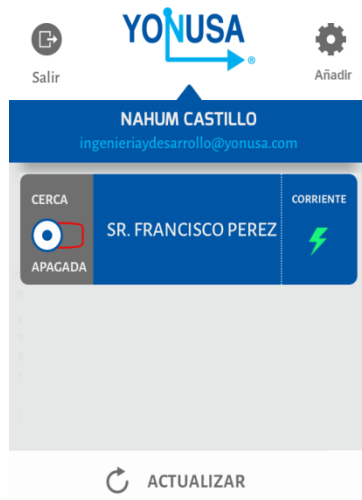 YONUSA
®
Salir
Añadir
NAHUM CASTILLO
ingenieriaydesarrollo@yonusa.com
CERCA
CORRIENTE
SR. FRANCISCO PEREZ
APAGADA
ACTUALIZAR